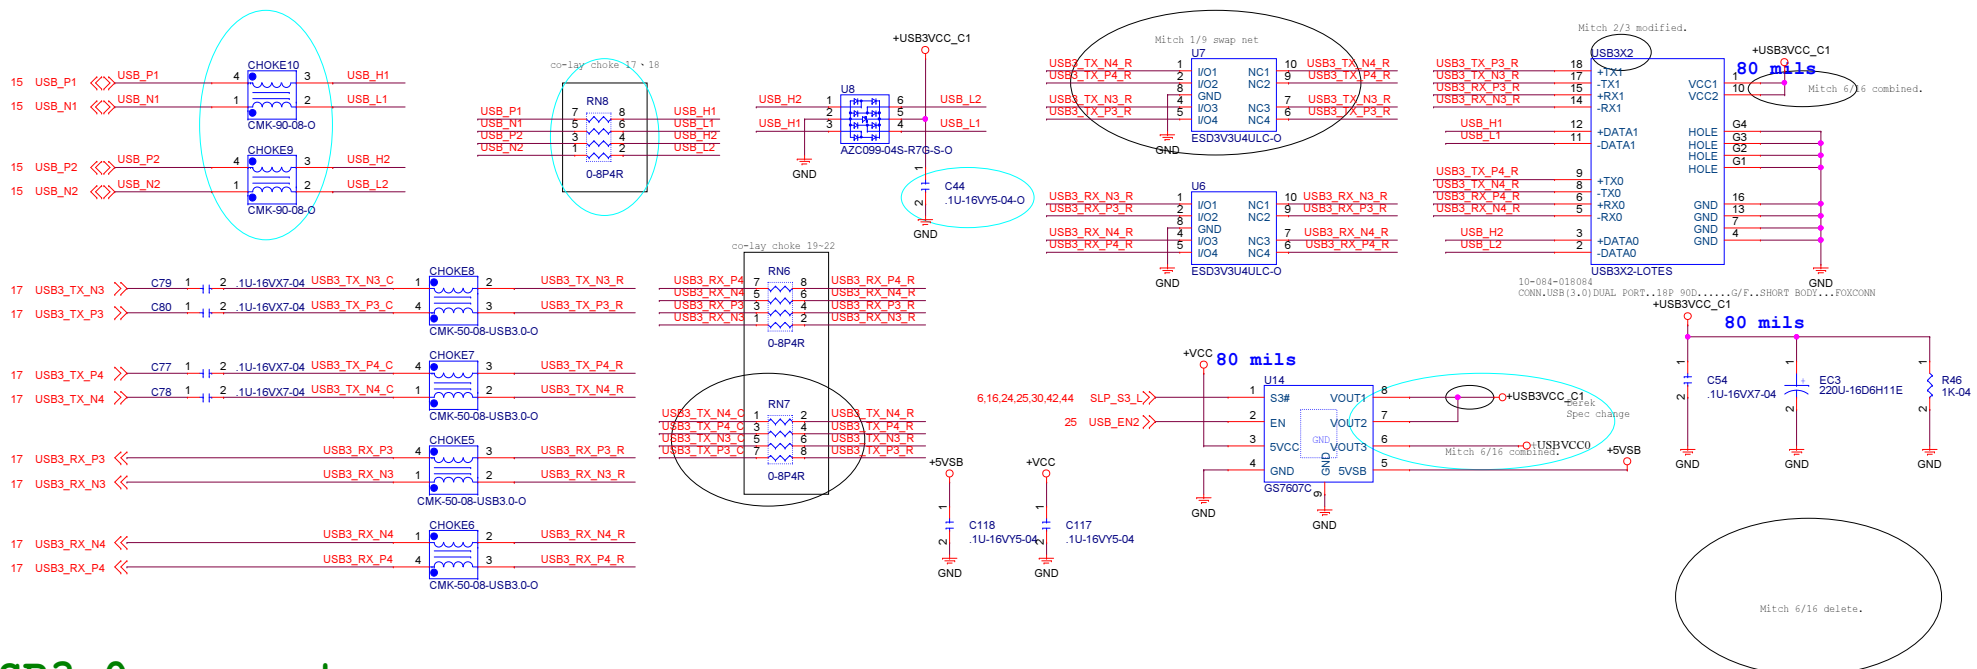 CHOKE10
15 USB_P1 USB_P1 4 3 USB_H1
15 USB_N1 USB_N1 1 2 USB_L1
CMK-90-08-O
CHOKE9
15 USB_P2 USB_P2 4 3 USB_H2
15 USB_N2 USB_N2 1 2 USB_L2
CMK-90-08-O
co-lay choke 17、18
RN8
USB_P1 7 8 USB_H1
USB_N1 5 6 USB_L1
USB_P2 3 4 USB_H2
USB_N2 1 2 USB_L2
0-8P4R
+USB3VCC_C1
U8
USB_H2 1 6 USB_L2
2 5
USB_H1 3 4 USB_L1
AZC099-04S-R7G-S-O
GND
1
C44
.1U-16VY5-04-O
2
GND
Mitch 1/9 swap net
U7
USB3_TX_N4_R 1 I/O1 NC1 10 USB3_TX_N4_R
USB3_TX_P4_R 2 I/O2 NC2 9 USB3_TX_P4_R
8 GND
USB3_TX_N3_R 4 I/O3 NC3 7 USB3_TX_N3_R
USB3_TX_P3_R 5 I/O4 NC4 6 USB3_TX_P3_R
ESD3V3U4ULC-O
GND
U6
USB3_RX_N3_R 1 I/O1 NC1 10 USB3_RX_N3_R
USB3_RX_P3_R 2 I/O2 NC2 9 USB3_RX_P3_R
8 GND
USB3_RX_N4_R 4 I/O3 NC3 7 USB3_RX_N4_R
USB3_RX_P4_R 5 I/O4 NC4 6 USB3_RX_P4_R
ESD3V3U4ULC-O
GND
Mitch 2/3 modified.
USB3X2
+USB3VCC_C1
80 mils
USB3_TX_P3_R 18 +TX1
USB3_TX_N3_R 17 -TX1 VCC1 1
USB3_RX_P3_R 15 +RX1 VCC2 10 Mitch 6/16 combined.
USB3_RX_N3_R 14 -RX1
USB_H1 12 +DATA1 HOLE G4
USB_L1 11 -DATA1 HOLE G3
HOLE G2
HOLE G1
USB3_TX_P4_R 9 +TX0
USB3_TX_N4_R 8 -TX0
USB3_RX_P4_R 6 +RX0 GND 16
USB3_RX_N4_R 5 -RX0 GND 13
USB_H2 3 +DATA0 GND 7
USB_L2 2 -DATA0 GND 4
USB3X2-LOTES
GND
10-084-018084
CONN.USB(3.0)DUAL PORT..18P 90D......G/F..SHORT BODY...FOXCONN
CHOKE8
17 USB3_TX_N3 C79 1 2 .1U-16VX7-04 USB3_TX_N3_C 1 2 USB3_TX_N3_R
17 USB3_TX_P3 C80 1 2 .1U-16VX7-04 USB3_TX_P3_C 4 3 USB3_TX_P3_R
CMK-50-08-USB3.0-O
CHOKE7
17 USB3_TX_P4 C77 1 2 .1U-16VX7-04 USB3_TX_P4_C 4 3 USB3_TX_P4_R
17 USB3_TX_N4 C78 1 2 .1U-16VX7-04 USB3_TX_N4_C 1 2 USB3_TX_N4_R
CMK-50-08-USB3.0-O
CHOKE5
17 USB3_RX_P3 USB3_RX_P3 4 3 USB3_RX_P3_R
17 USB3_RX_N3 USB3_RX_N3 1 2 USB3_RX_N3_R
CMK-50-08-USB3.0-O
CHOKE6
17 USB3_RX_N4 USB3_RX_N4 1 2 USB3_RX_N4_R
17 USB3_RX_P4 USB3_RX_P4 4 3 USB3_RX_P4_R
CMK-50-08-USB3.0-O
co-lay choke 19~22
RN6
USB3_RX_P4 7 8 USB3_RX_P4_R
USB3_RX_N4 5 6 USB3_RX_N4_R
USB3_RX_P3 3 4 USB3_RX_P3_R
USB3_RX_N3 1 2 USB3_RX_N3_R
0-8P4R
RN7
USB3_TX_N4_C 1 2 USB3_TX_N4_R
USB3_TX_P4_C 3 4 USB3_TX_P4_R
USB3_TX_N3_C 5 6 USB3_TX_N3_R
USB3_TX_P3_C 7 8 USB3_TX_P3_R
0-8P4R
+5VSB
1
C118
.1U-16VY5-04
2
GND
+VCC
1
C117
.1U-16VY5-04
2
GND
+VCC 80 mils
U14
6,16,24,25,30,42,44 SLP_S3_L 1 S3# VOUT1 8 +USB3VCC_C1
Derek
Spec change
25 USB_EN2 2 EN VOUT2 7
3 5VCC VOUT3 6 +USBVCC0
Mitch 6/16 combined.
4 GND 5VSB 5 +5VSB
GND
GND
GS7607C
9
GND
GND
+USB3VCC_C1
80 mils
1 1 1
C54 EC3 R46
.1U-16VX7-04 220U-16D6H11E 1K-04
2 2 2
GND GND GND
Mitch 6/16 delete.